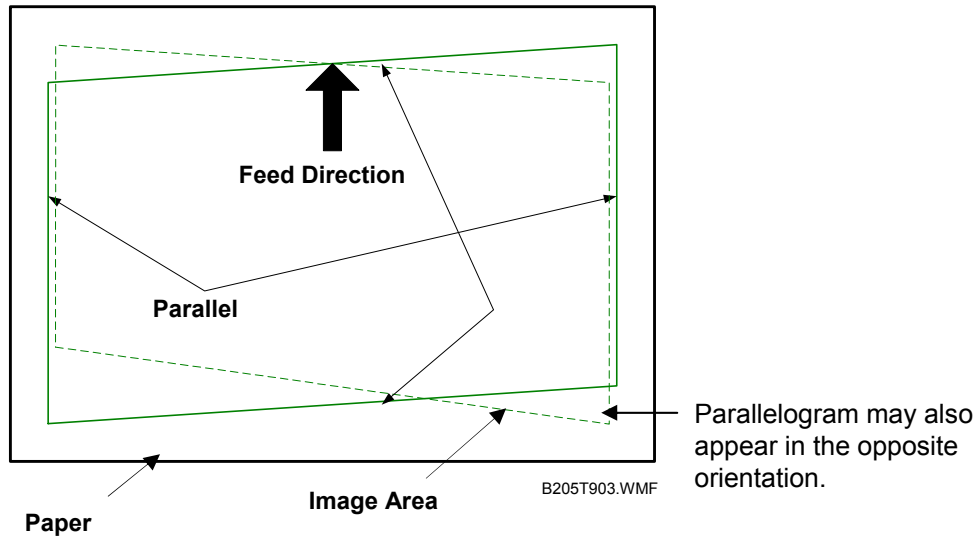 Feed Direction
Parallel
Parallelogram may also
appear in the opposite
orientation.
B205T903.WMF
Image Area
Paper